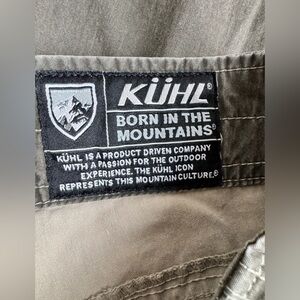 KÜHL®
BORN IN THE
MOUNTAINS®
KÜHL IS A PRODUCT DRIVEN COMPANY
WITH A PASSION FOR THE OUTDOOR
EXPERIENCE. THE KÜHL ICON
REPRESENTS THIS MOUNTAIN CULTURE.®